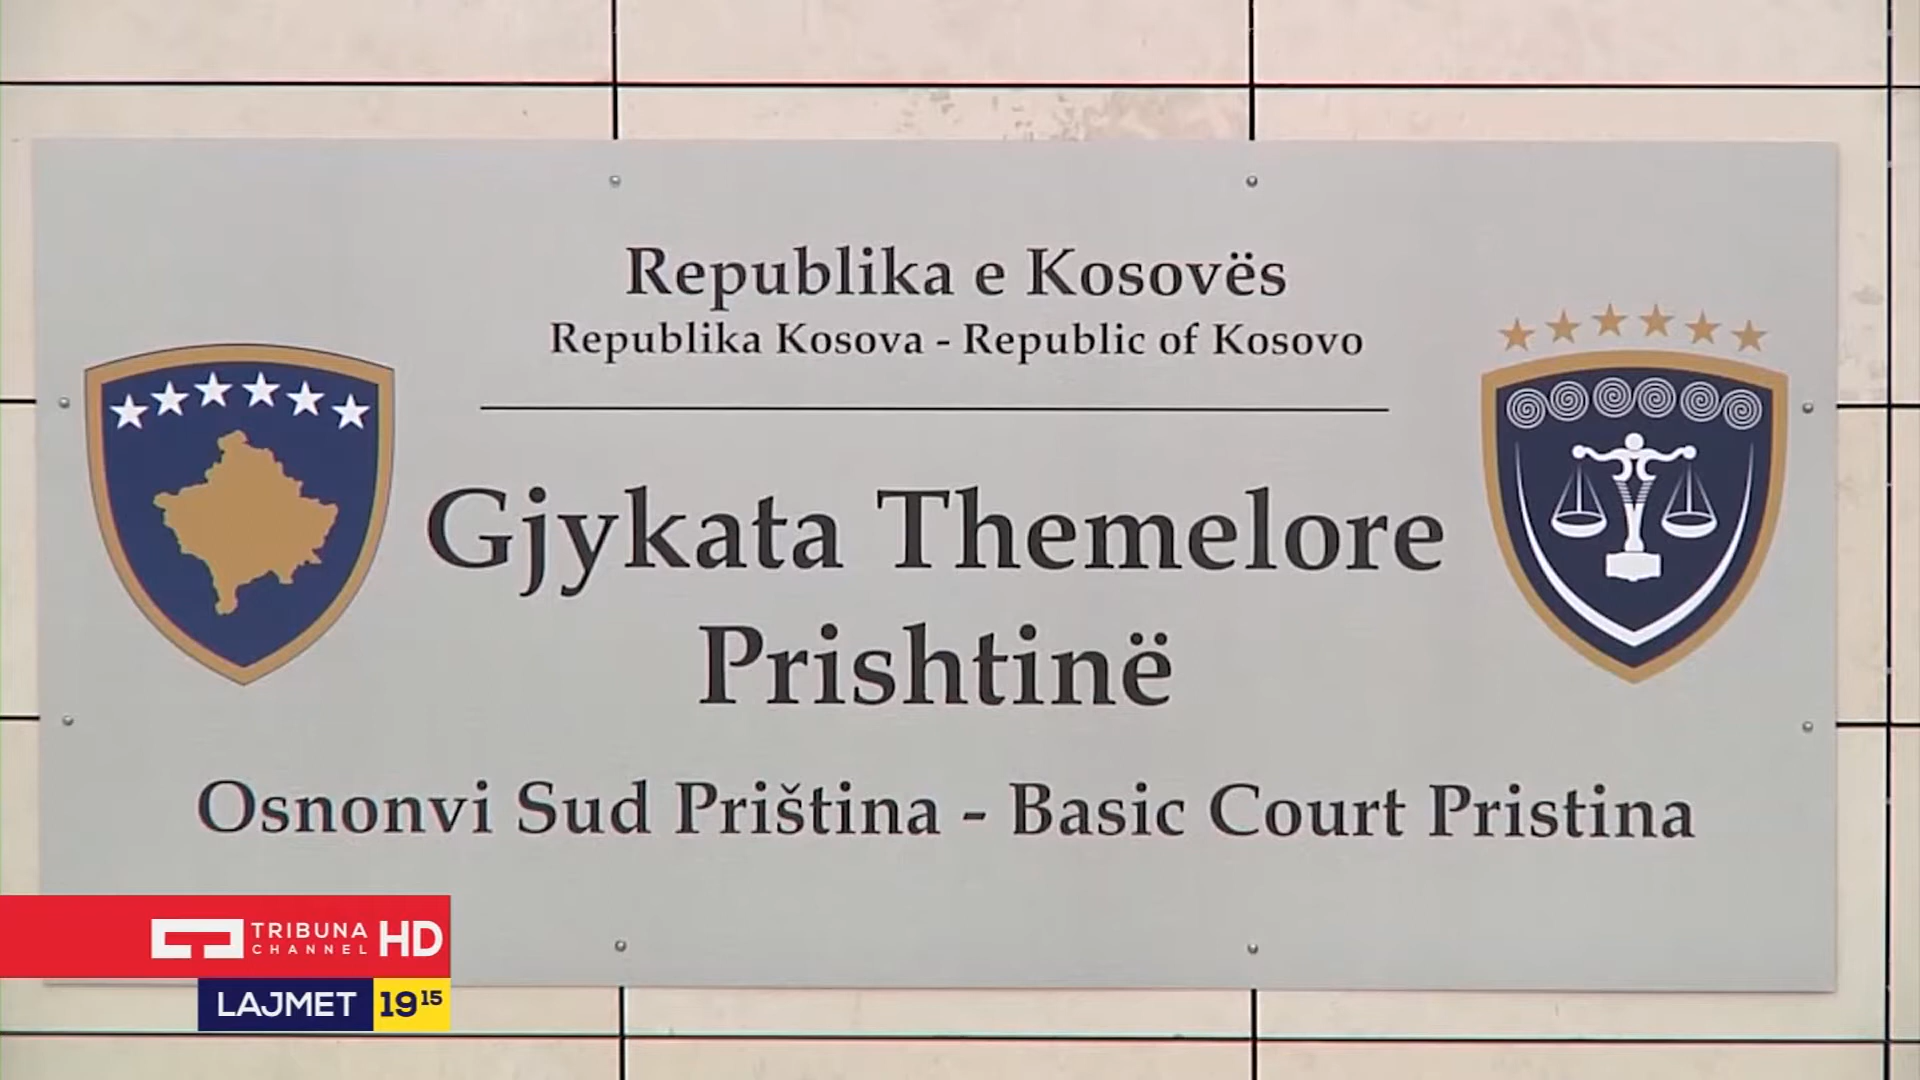 Republika e Kosovës
Republika Kosova - Republic of Kosovo
Gjykata Themelore
Prishtinë
Osnonvi Sud Priština - Basic Court Pristina
TRIBUNA
CHANNEL
HD
LAJMET 19 15